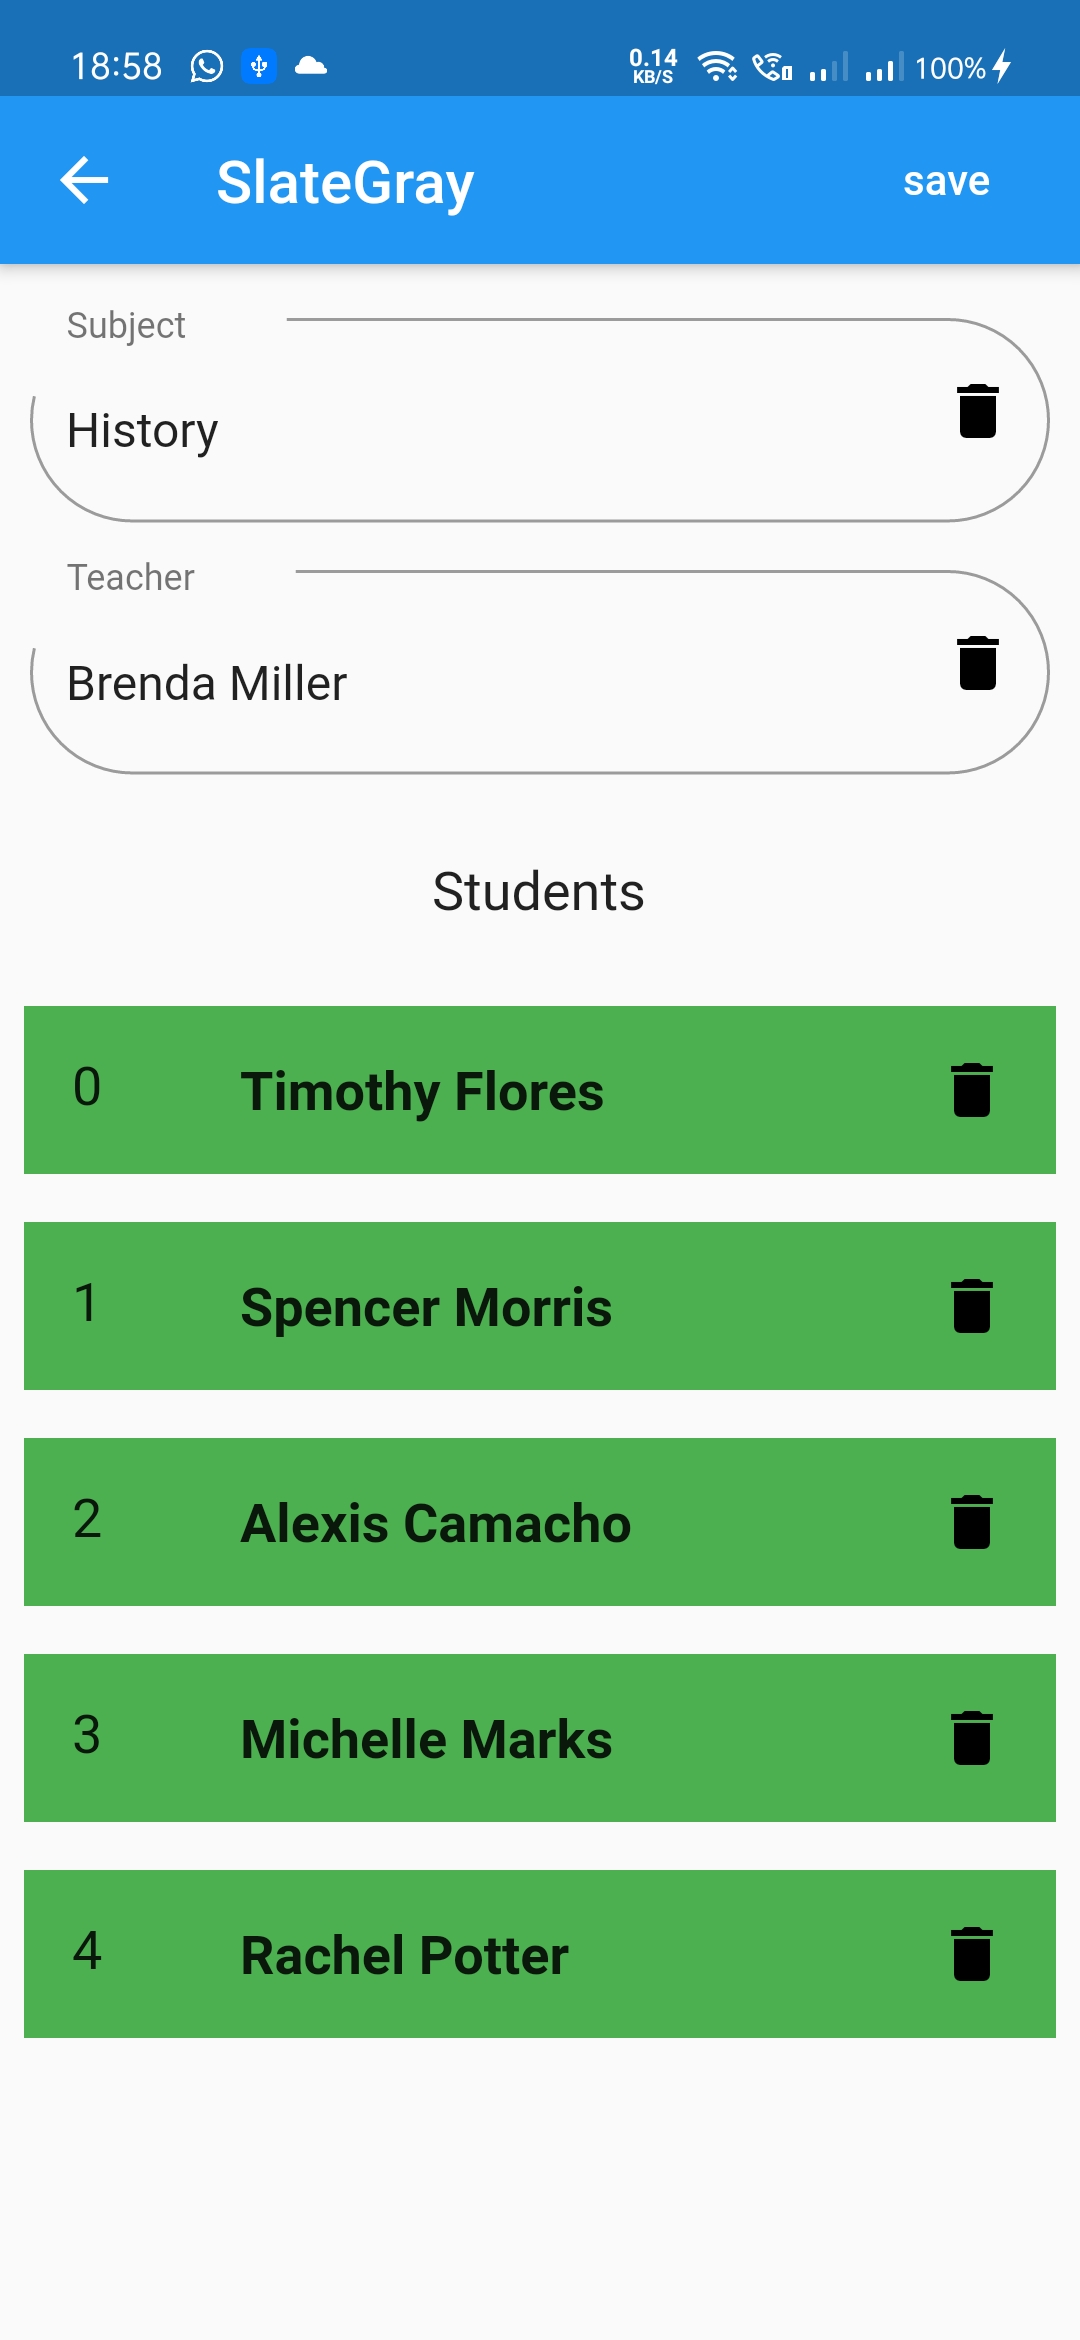 18:58 0.14 KB/S 100%
SlateGray save
Subject
History
Teacher
Brenda Miller
Students
0 Timothy Flores
1 Spencer Morris
2 Alexis Camacho
3 Michelle Marks
4 Rachel Potter